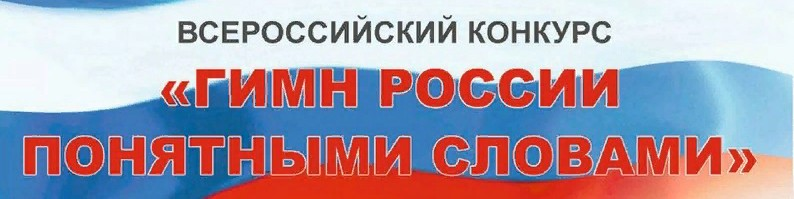 ВСЕРОССИЙСКИЙ КОНКУРС
«ГИМН РОССИИ
ПОНЯТНЫМИ СЛОВАМИ»